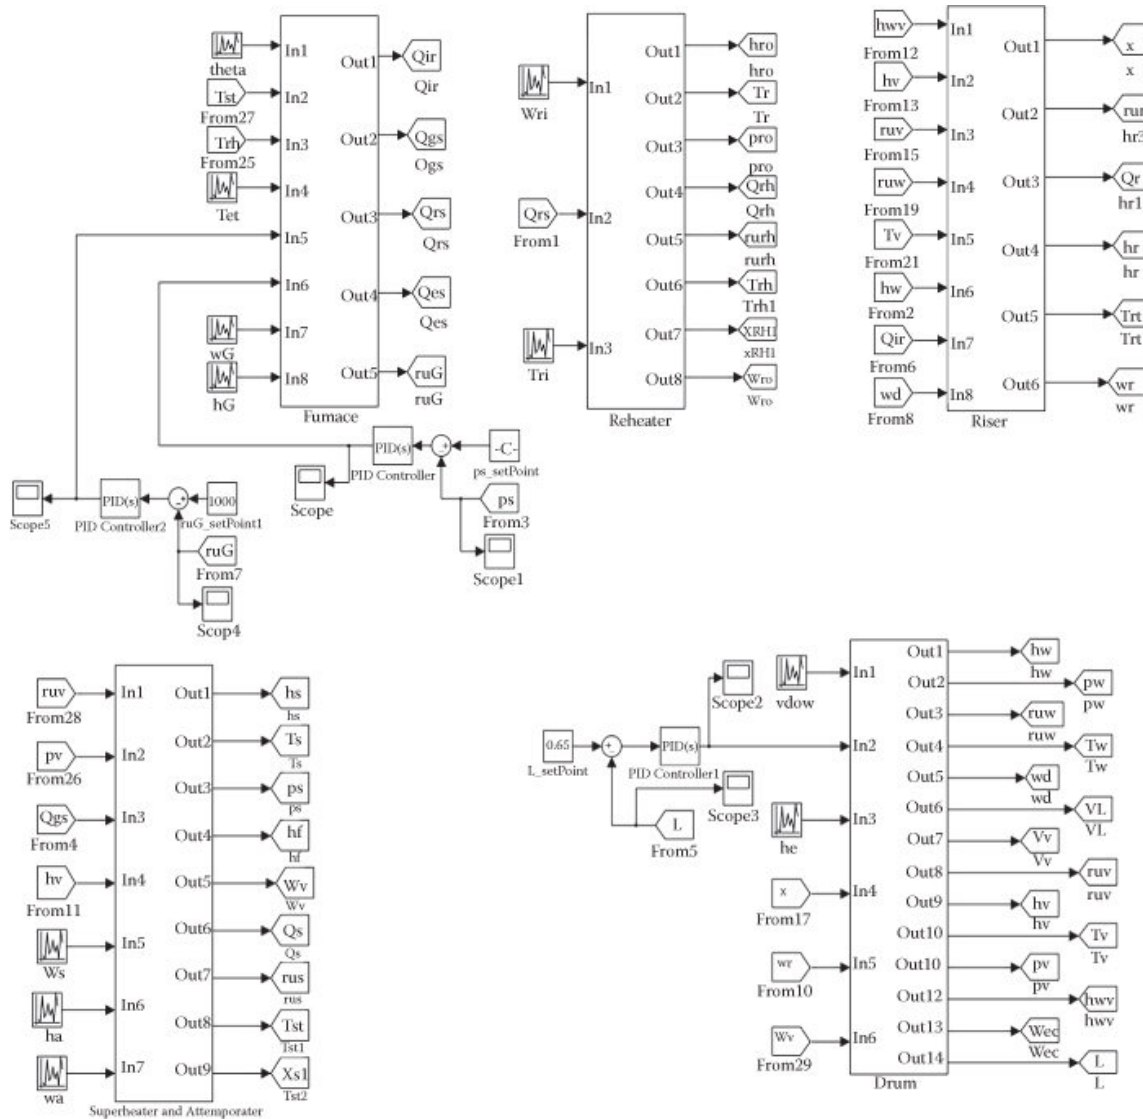 In1
theta
Tst
From27
In2
Trh
From25
In3
Tet
In4
In5
In6
wG
In7
hG
In8
Out1
Qir
Qir
Out2
Qgs
Ogs
Out3
Qrs
Qrs
Out4
Qes
Qes
Out5
ruG
ruG
Fumace
PID(s)
PID Controller
-C-
ps_setPoint
ps
From3
Scope
Scope1
Scope5
PID(s)
PID Controller2
1000
ruG_setPoint1
ruG
From7
Scop4
Wri
In1
Qrs
From1
In2
Tri
In3
Out1
hro
hro
Out2
Tr
Tr
Out3
pro
pro
Out4
Qrh
Qrh
Out5
rurh
rurh
Out6
Trh
Trh1
Out7
XRH1
xRH1
Out8
Wro
Wro
Reheater
hwv
From12
In1
hv
From13
In2
ruv
From15
In3
ruw
From19
In4
Tv
From21
In5
hw
From2
In6
Qir
From6
In7
wd
From8
In8
Out1
x
x
Out2
rur
hr3
Out3
Qr
hr1
Out4
hr
hr
Out5
Trt
Trt
Out6
wr
wr
Riser
ruv
From28
In1
pv
From26
In2
Qgs
From4
In3
hv
From11
In4
Ws
In5
ha
In6
wa
In7
Out1
hs
hs
Out2
Ts
Ts
Out3
ps
ps
Out4
hf
hf
Out5
Wv
Wv
Out6
Qs
Qs
Out7
rus
rus
Out8
Tst
Tst1
Out9
Xs1
Tst2
Superheater and Attemporater
0.65
L_setPoint
PID(s)
PID Controller1
Scope2
Scope3
L
From5
vdow
In1
In2
he
In3
x
From17
In4
wr
From10
In5
Wv
From29
In6
Out1
hw
hw
Out2
pw
pw
Out3
ruw
ruw
Out4
Tw
Tw
Out5
wd
wd
Out6
VL
VL
Out7
Vv
Vv
Out8
ruv
ruv
Out9
hv
hv
Out10
Tv
Tv
Out10
pv
pv
Out12
hwv
hwv
Out13
Wec
Wec
Out14
L
L
Drum